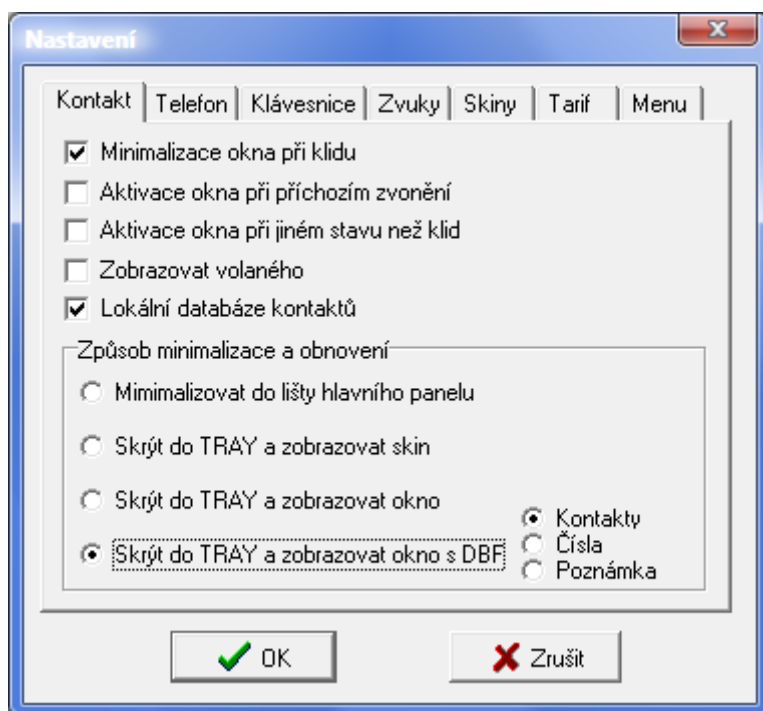 Nastavení
Kontakt Telefon Klávesnice Zvuky Skiny Tarif Menu
Minimalizace okna při klidu
Aktivace okna při příchozím zvonění
Aktivace okna při jiném stavu než klid
Zobrazovat volaného
Lokální databáze kontaktů
Způsob minimalizace a obnovení
Mimimalizovat do lišty hlavního panelu
Skrýt do TRAY a zobrazovat skin
Skrýt do TRAY a zobrazovat okno
Skrýt do TRAY a zobrazovat okno s DBF
Kontakty
Čísla
Poznámka
OK Zrušit